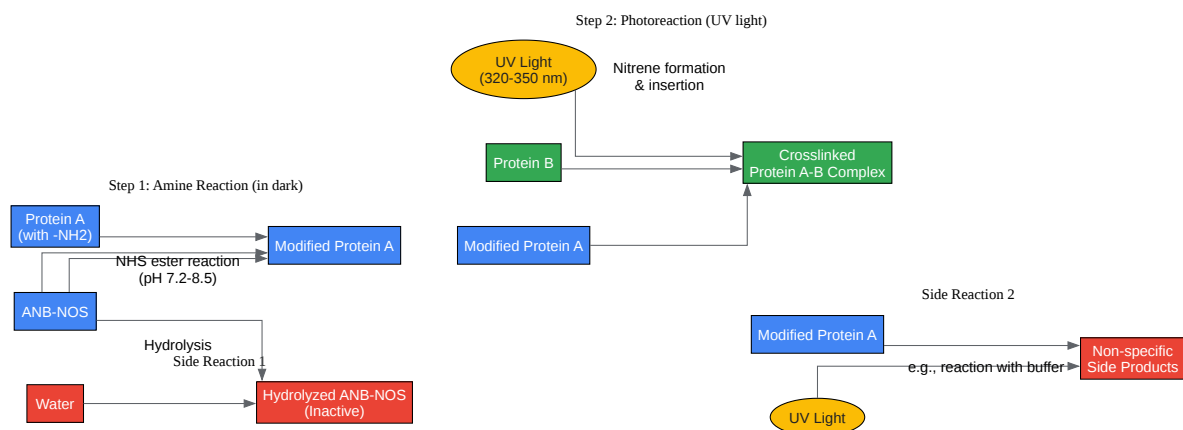 Step 2: Photoreaction (UV light)
UV Light
(320-350 nm)
Nitrene formation
& insertion
Protein B
Crosslinked
Protein A-B Complex
Modified Protein A
Step 1: Amine Reaction (in dark)
Protein A
(with -NH2)
Modified Protein A
NHS ester reaction
(pH 7.2-8.5)
ANB-NOS
Hydrolysis
Side Reaction 1
Water
Hydrolyzed ANB-NOS
(Inactive)
Side Reaction 2
Modified Protein A
Non-specific
Side Products
e.g., reaction with buffer
UV Light